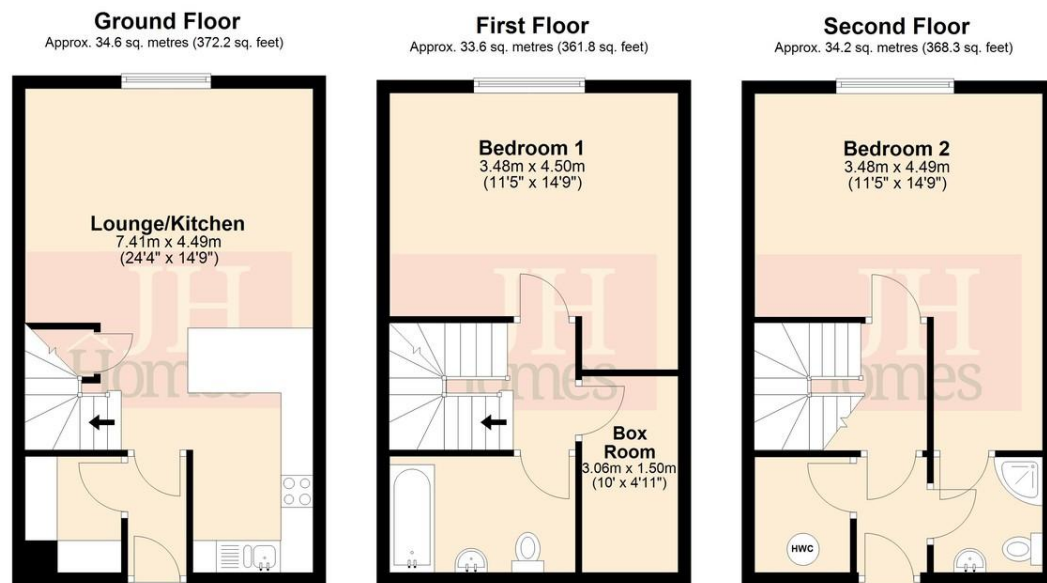 Ground Floor
Approx. 34.6 sq. metres (372.2 sq. feet)
Lounge/Kitchen
7.41m x 4.49m
(24'4" x 14'9")
JH
Homes
First Floor
Approx. 33.6 sq. metres (361.8 sq. feet)
Bedroom 1
3.48m x 4.50m
(11'5" x 14'9")
JH
Homes
Box
Room
3.06m x 1.50m
(10' x 4'11")
Second Floor
Approx. 34.2 sq. metres (368.3 sq. feet)
Bedroom 2
3.48m x 4.49m
(11'5" x 14'9")
JH
Homes
HWC